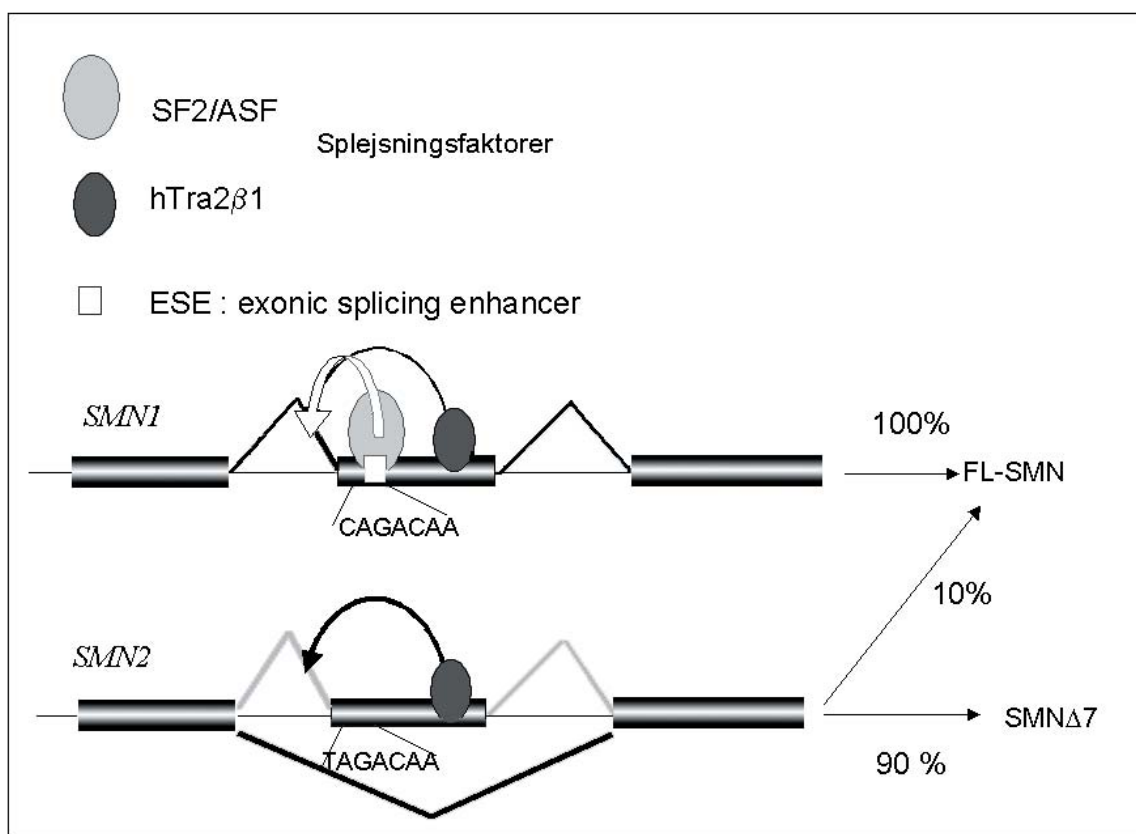 SF2/ASF
Splejsningsfaktorer
hTra2β1
ESE : exonic splicing enhancer
SMN1
100%
FL-SMN
CAGACAA
10%
SMN2
SMNΔ7
TAGACAA
90 %